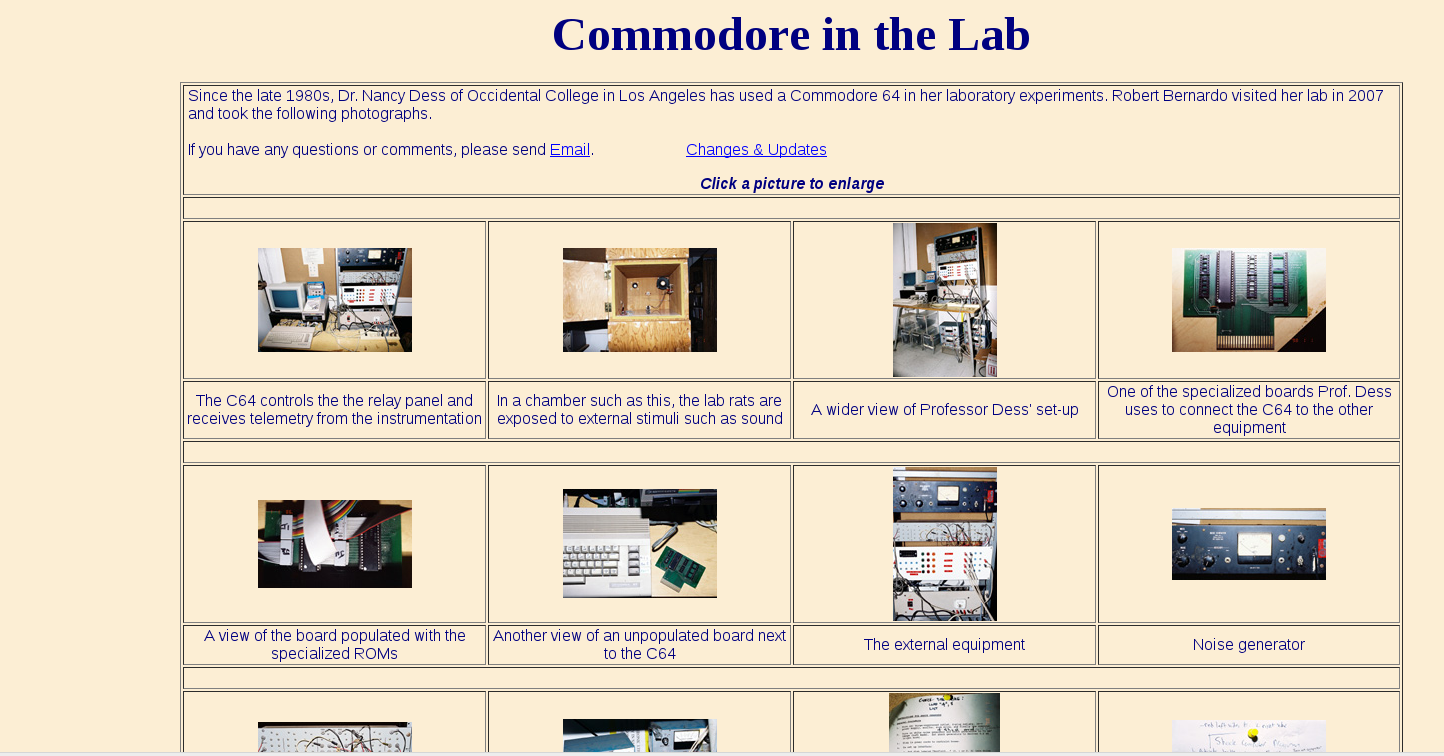 Commodore in the Lab
Since the late 1980s, Dr. Nancy Dess of Occidental College in Los Angeles has used a Commodore 64 in her laboratory experiments. Robert Bernardo visited her lab in 2007
and took the following photographs.
If you have any questions or comments, please send Email. Changes & Updates
Click a picture to enlarge
The C64 controls the the relay panel and
receives telemetry from the instrumentation
In a chamber such as this, the lab rats are
exposed to external stimuli such as sound
A wider view of Professor Dess' set-up
One of the specialized boards Prof. Dess
uses to connect the C64 to the other
equipment
A view of the board populated with the
specialized ROMs
Another view of an unpopulated board next
to the C64
The external equipment
Noise generator